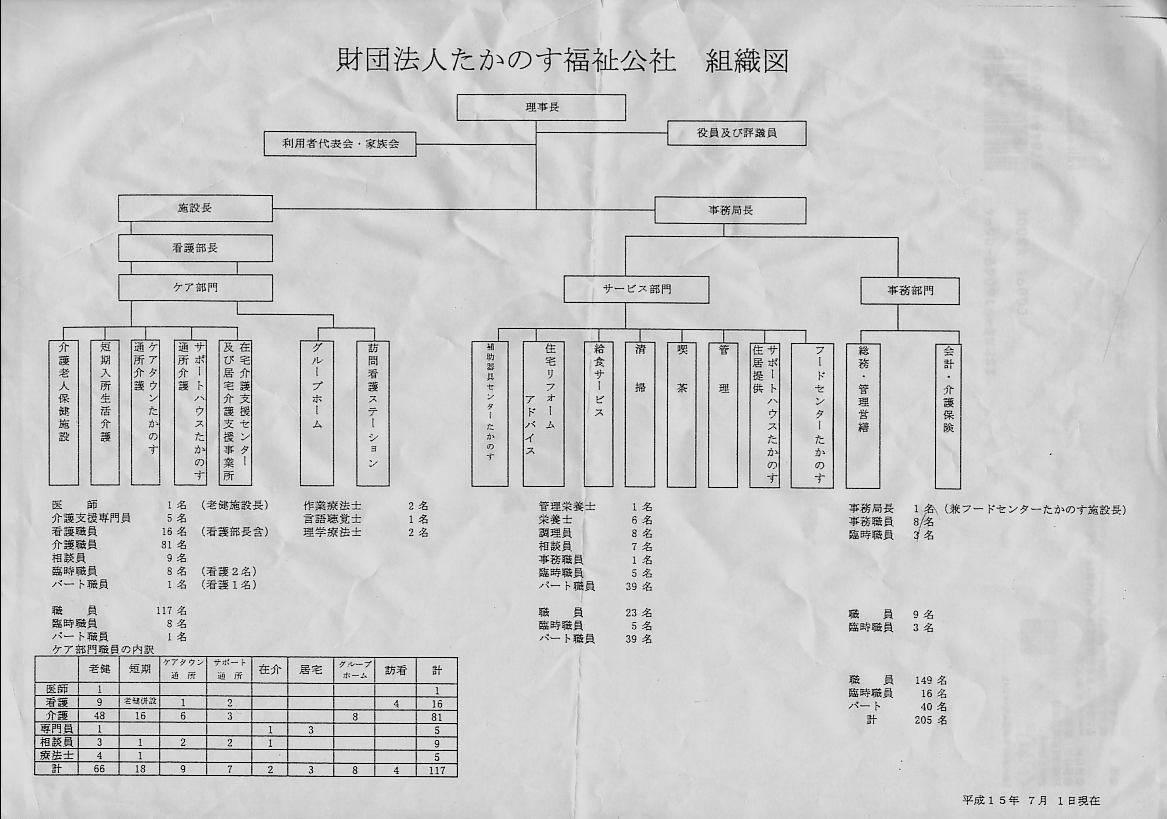 財団法人たかのす福祉公社　組織図
理事長
役員及び評議員
利用者代表会・家族会
施設長
事務局長
看護部長
ケア部門
サービス部門
事務部門
介護老人保健施設
短期入所生活介護
ケアタウンたかのす
通所介護
サポートハウスたかのす
通所介護
在宅介護支援センター
及び居宅介護支援事業所
グループホーム
訪問看護ステーション
補助器具センターたかのす
住宅リフォーム
アドバイス
給食サービス
清掃
喫茶
管理
サポートハウスたかのす
住居提供
フードセンターたかのす
総務・管理営繕
会計・介護保険
医　師 1名 （老健施設長）
介護支援専門員 5名
看護職員 16名 （看護部長含）
介護職員 81名
相談員 9名
臨時職員 8名 （看護２名）
パート職員 1名 （看護１名）
職　員 117名
臨時職員 8名
パート職員 1名
作業療法士 2名
言語聴覚士 1名
理学療法士 2名
管理栄養士 1名
栄養士 6名
調理員 8名
相談員 7名
事務職員 1名
臨時職員 5名
パート職員 39名
職　員 23名
臨時職員 5名
パート職員 39名
事務局長 1名 （兼フードセンターたかのす施設長）
事務職員 8名
臨時職員 3名
職　員 9名
臨時職員 3名
職　員 149名
臨時職員 16名
パート 40名
計 205名
ケア部門職員の内訳
老健 短期 ケアタウン通所 サポート通所 在介 居宅 グループホーム 訪看 計
医師 1 1
看護 9 老健併設 1 2 4 16
介護 48 16 6 3 8 81
専門員 1 1 3 5
相談員 3 1 2 2 1 9
療法士 4 1 5
計 66 18 9 7 2 3 8 4 117
平成１５年 ７月 １日現在